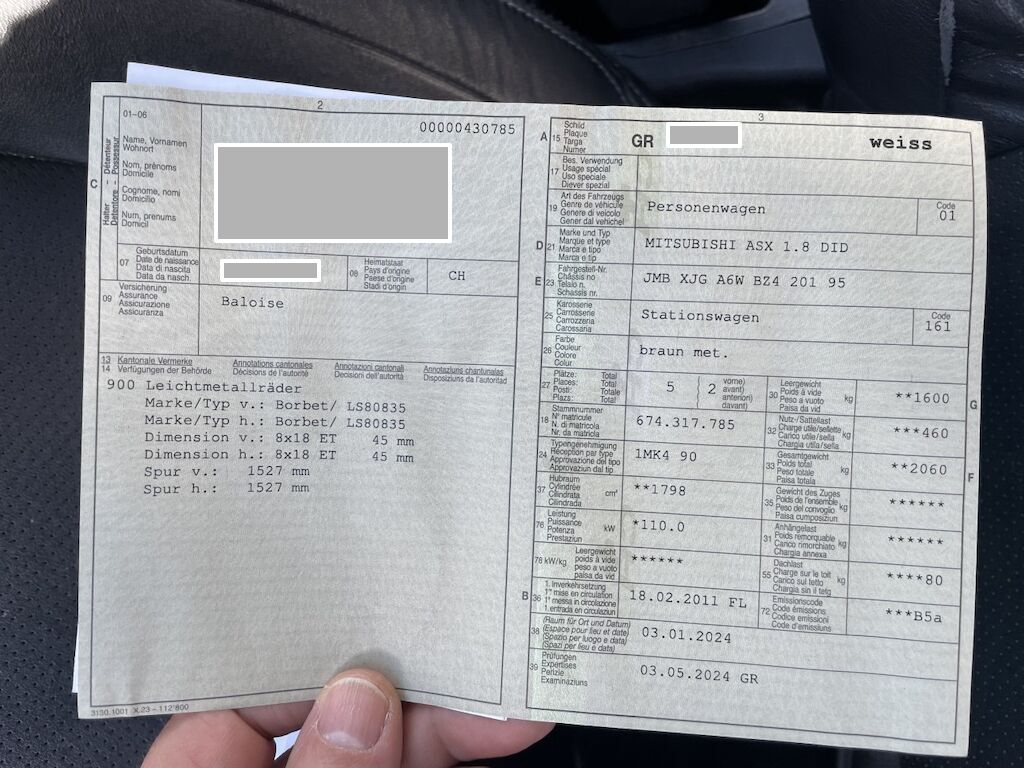 2
01–06
00000430785
C
Halter – Détenteur
Detentore – Possessur
Name, Vornamen
Wohnort
Nom, prénoms
Domicile
Cognome, nomi
Domicilio
Num, prenums
Domicil
07
Geburtsdatum
Date de naissance
Data di nascita
Data da nasch.
08
Heimatstaat
Pays d'origine
Paese d'origine
Stadi d'origin
CH
09
Versicherung
Assurance
Assicurazione
Assicuranza
Baloise
13 Kantonale Vermerke Annotations cantonales Annotazioni cantonali Annotaziuns chantunalas
14 Verfügungen der Behörde Décisions de l'autorité Decisioni dell'autorità Disposiziuns da l'autoritad
900 Leichtmetallräder
Marke/Typ v.: Borbet/ LS80835
Marke/Typ h.: Borbet/ LS80835
Dimension v.: 8x18 ET 45 mm
Dimension h.: 8x18 ET 45 mm
Spur v.: 1527 mm
Spur h.: 1527 mm
3130.1001 X.23 – 112'800
3
A 15
Schild
Plaque
Targa
Numer
GR weiss
17
Bes. Verwendung
Usage spécial
Uso speciale
Diever spezial
19
Art des Fahrzeugs
Genre de véhicule
Genere di veicolo
Gener dal vehichel
Personenwagen
Code
01
D 21
Marke und Typ
Marque et type
Marca e tipo
Marca e tip
MITSUBISHI ASX 1.8 DID
E 23
Fahrgestell-Nr.
Châssis no
Telaio n.
Schassis nr.
JMB XJG A6W BZ4 201 95
25
Karosserie
Carrosserie
Carrozzeria
Carossaria
Stationswagen
Code
161
26
Farbe
Couleur
Colore
Colur
braun met.
27
Plätze: Total
Places: Total
Posti: Totale
Plazs: Total
5
2
vorne)
avant)
anteriori)
davant)
30
Leergewicht
Poids à vide
Peso a vuoto
Paisa da vid
kg
**1600
G
18
Stammnummer
N° matricule
N. di matricola
Nr. da matricla
674.317.785
32
Nutz-/Sattellast
Charge utile/sellette
Carico utile/sella
Chargia utila/sella
kg
***460
24
Typengenehmigung
Réception par type
Approvazione del tipo
Approvaziun dal tip
1MK4 90
33
Gesamtgewicht
Poids total
Peso totale
Paisa totala
kg
**2060
F
37
Hubraum
Cylindrée
Cilindrata
Cilindrada
cm³
**1798
35
Gewicht des Zuges
Poids de l'ensemble
Peso del convoglio
Paisa cumposiziun
kg
******
76
Leistung
Puissance
Potenza
Prestaziun
kW
*110.0
31
Anhängelast
Poids remorquable
Carico rimorchiato
Chargia annexa
kg
******
78 kW/kg
Leergewicht
poids à vide
peso a vuoto
paisa da vid
******
55
Dachlast
Charge sur le toit
Carico sul tetto
Chargia sin il tetg
kg
****80
B 36
1. Inverkehrsetzung
1re mise en circulation
1a messa in circolazione
1. entrada en circulaziun
18.02.2011 FL
72
Emissionscode
Code émissions
Codice emissioni
Code d'emissiuns
***B5a
38
(Raum für Ort und Datum)
(Espace pour lieu et date)
(Spazio per luogo e data)
(Spazi per lieu e data)
03.01.2024
39
Prüfungen
Expertises
Perizie
Examinaziuns
03.05.2024 GR